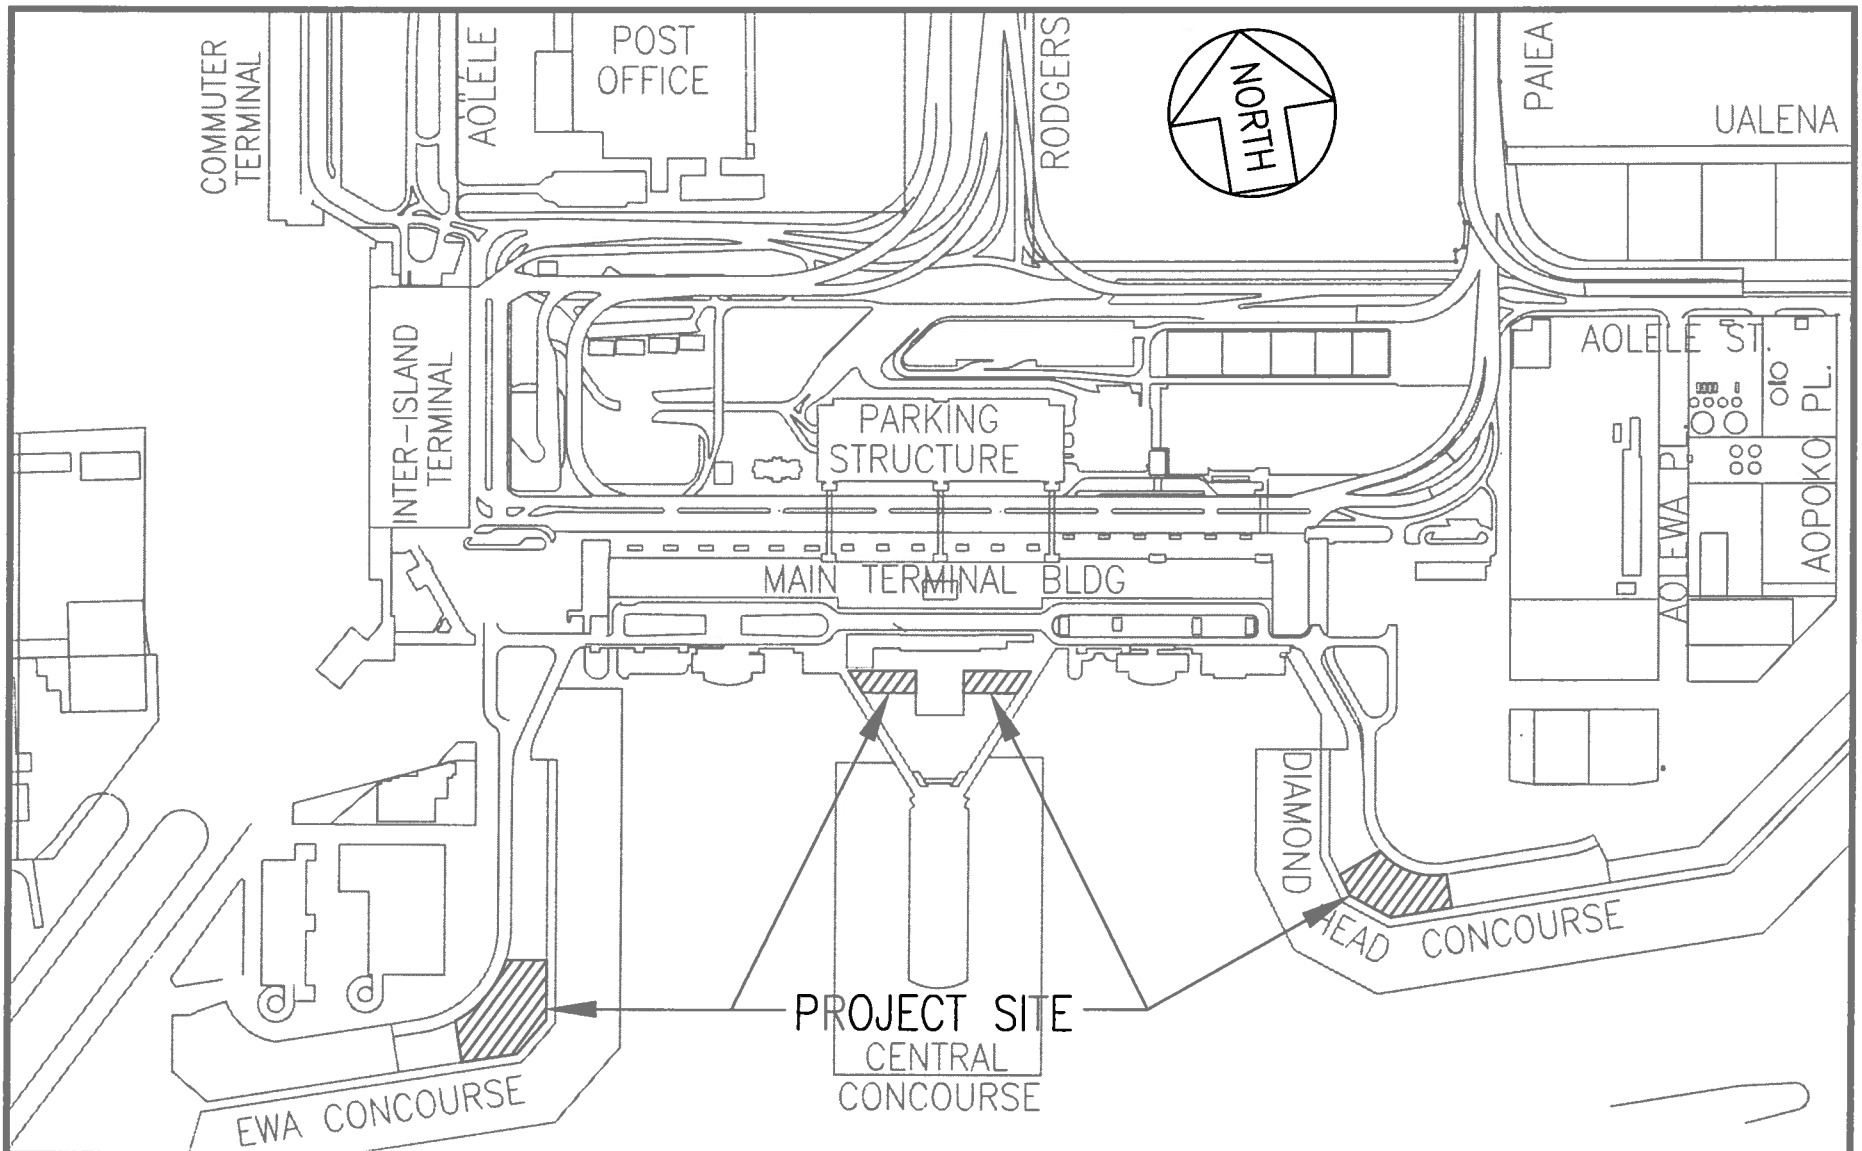 COMMUTER
TERMINAL
AOLELE
POST
OFFICE
RODGERS
NORTH
PAIEA
UALENA
INTER-ISLAND
TERMINAL
PARKING
STRUCTURE
AOLELE ST.
AOLEWA PL.
AOPOKO PL.
MAIN TERMINAL BLDG
DIAMOND
HEAD CONCOURSE
PROJECT SITE
CENTRAL
CONCOURSE
EWA CONCOURSE